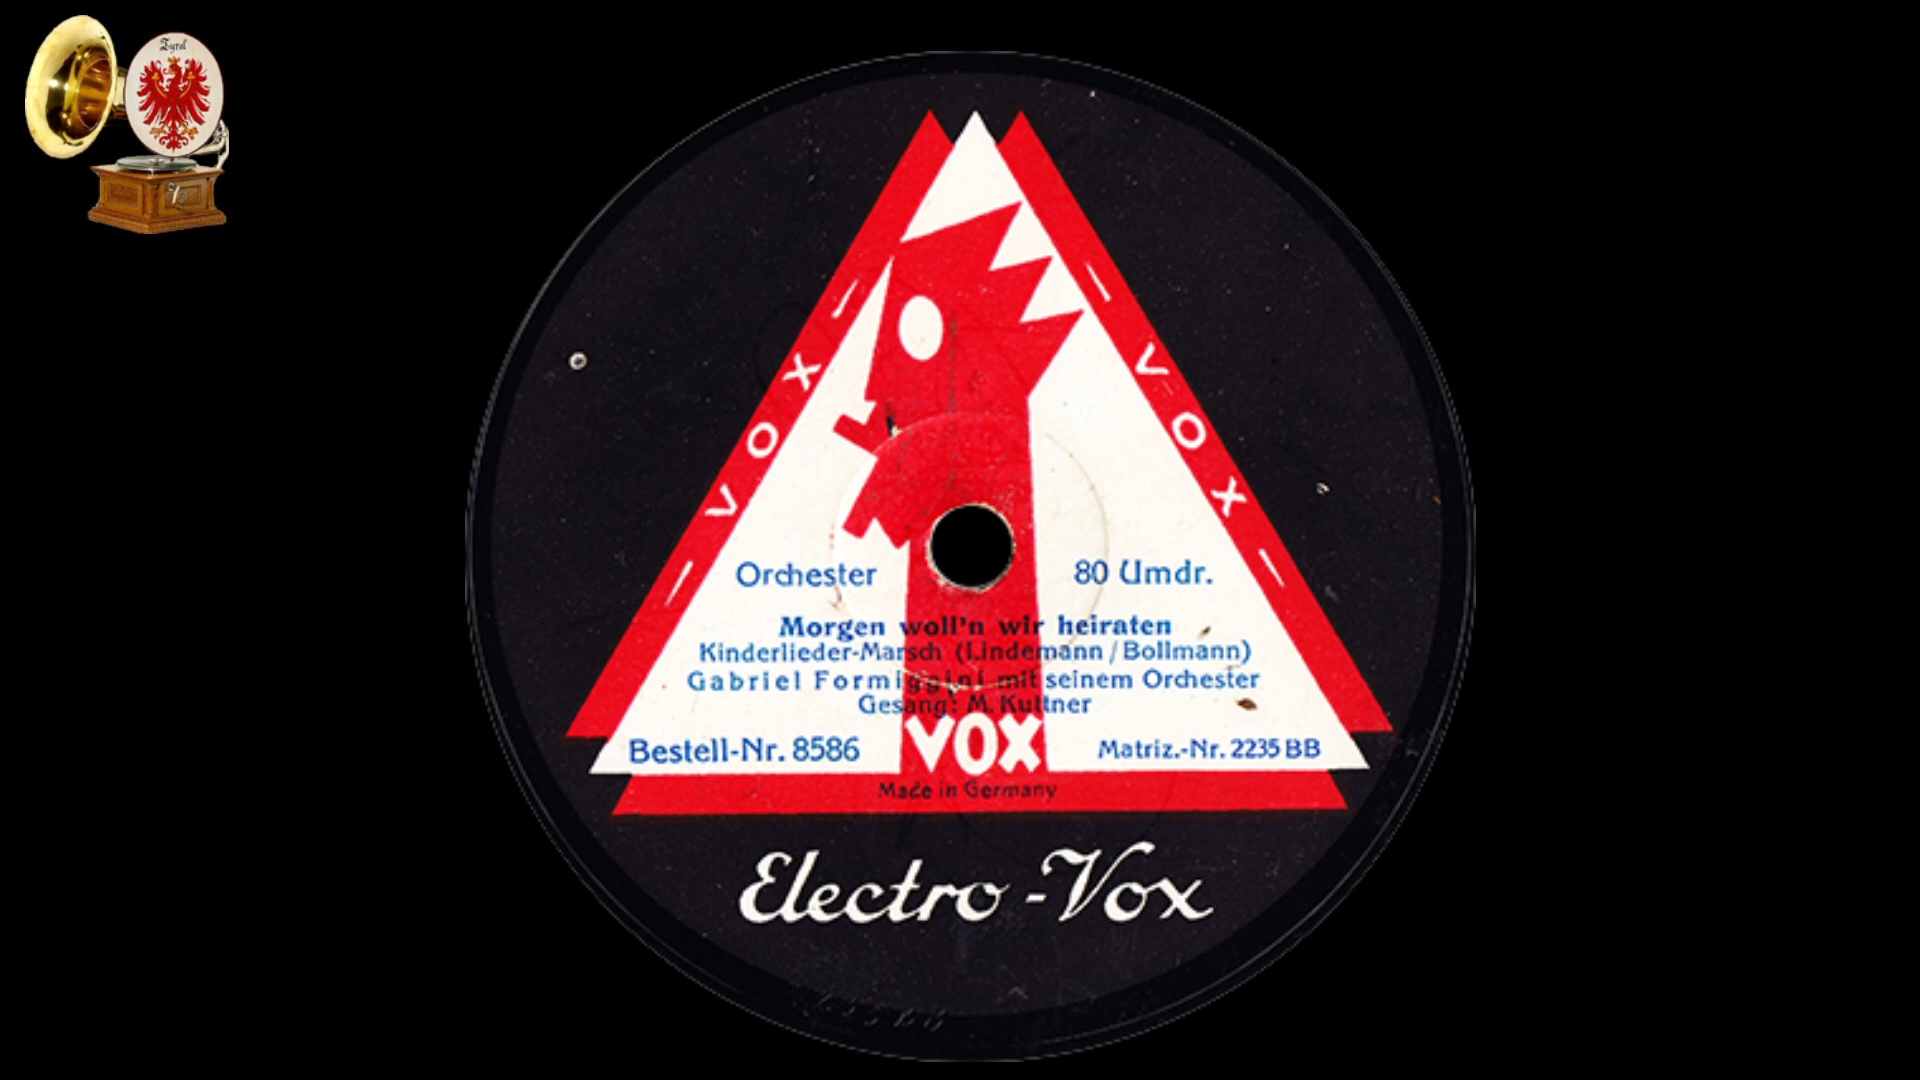 Tyrol
- VOX -
- VOX -
Orchester 80 Umdr.
Morgen woll'n wir heiraten
Kinderlieder-Marsch (Lindemann / Bollmann)
Gabriel Formiggini mit seinem Orchester
Gesang: M. Kuttner
Bestell-Nr. 8586 VOX Matriz.-Nr. 2235 BB
Made in Germany
Electro-Vox